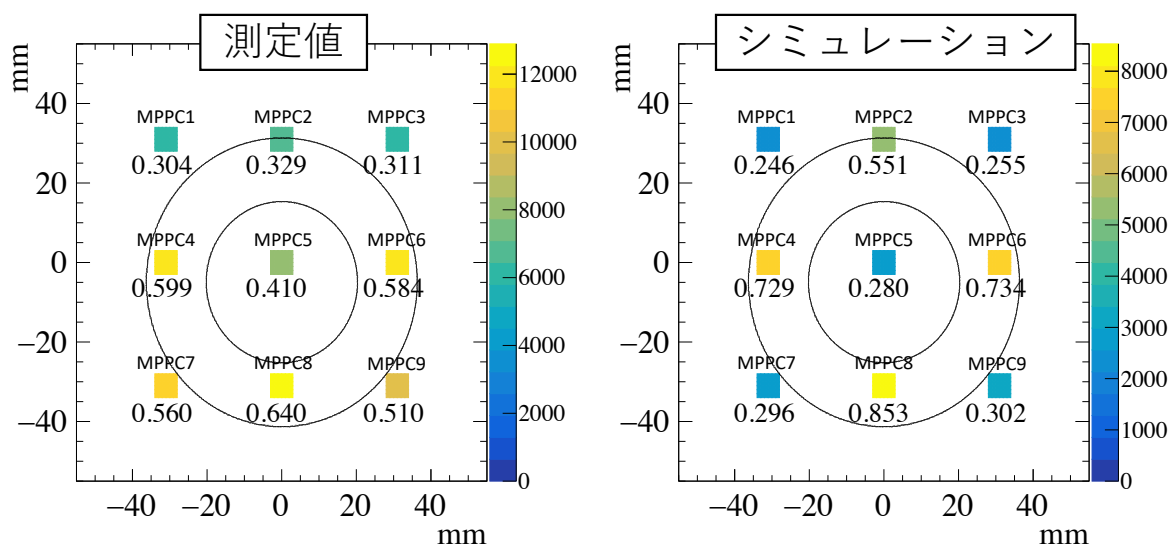 測定値
mm
40
20
0
−20
−40
MPPC1 MPPC2 MPPC3
0.304 0.329 0.311
MPPC4 MPPC5 MPPC6
0.599 0.410 0.584
MPPC7 MPPC8 MPPC9
0.560 0.640 0.510
−40 −20 0 20 40
mm
12000
10000
8000
6000
4000
2000
0
シミュレーション
mm
40
20
0
−20
−40
MPPC1 MPPC2 MPPC3
0.246 0.551 0.255
MPPC4 MPPC5 MPPC6
0.729 0.280 0.734
MPPC7 MPPC8 MPPC9
0.296 0.853 0.302
−40 −20 0 20 40
mm
8000
7000
6000
5000
4000
3000
2000
1000
0